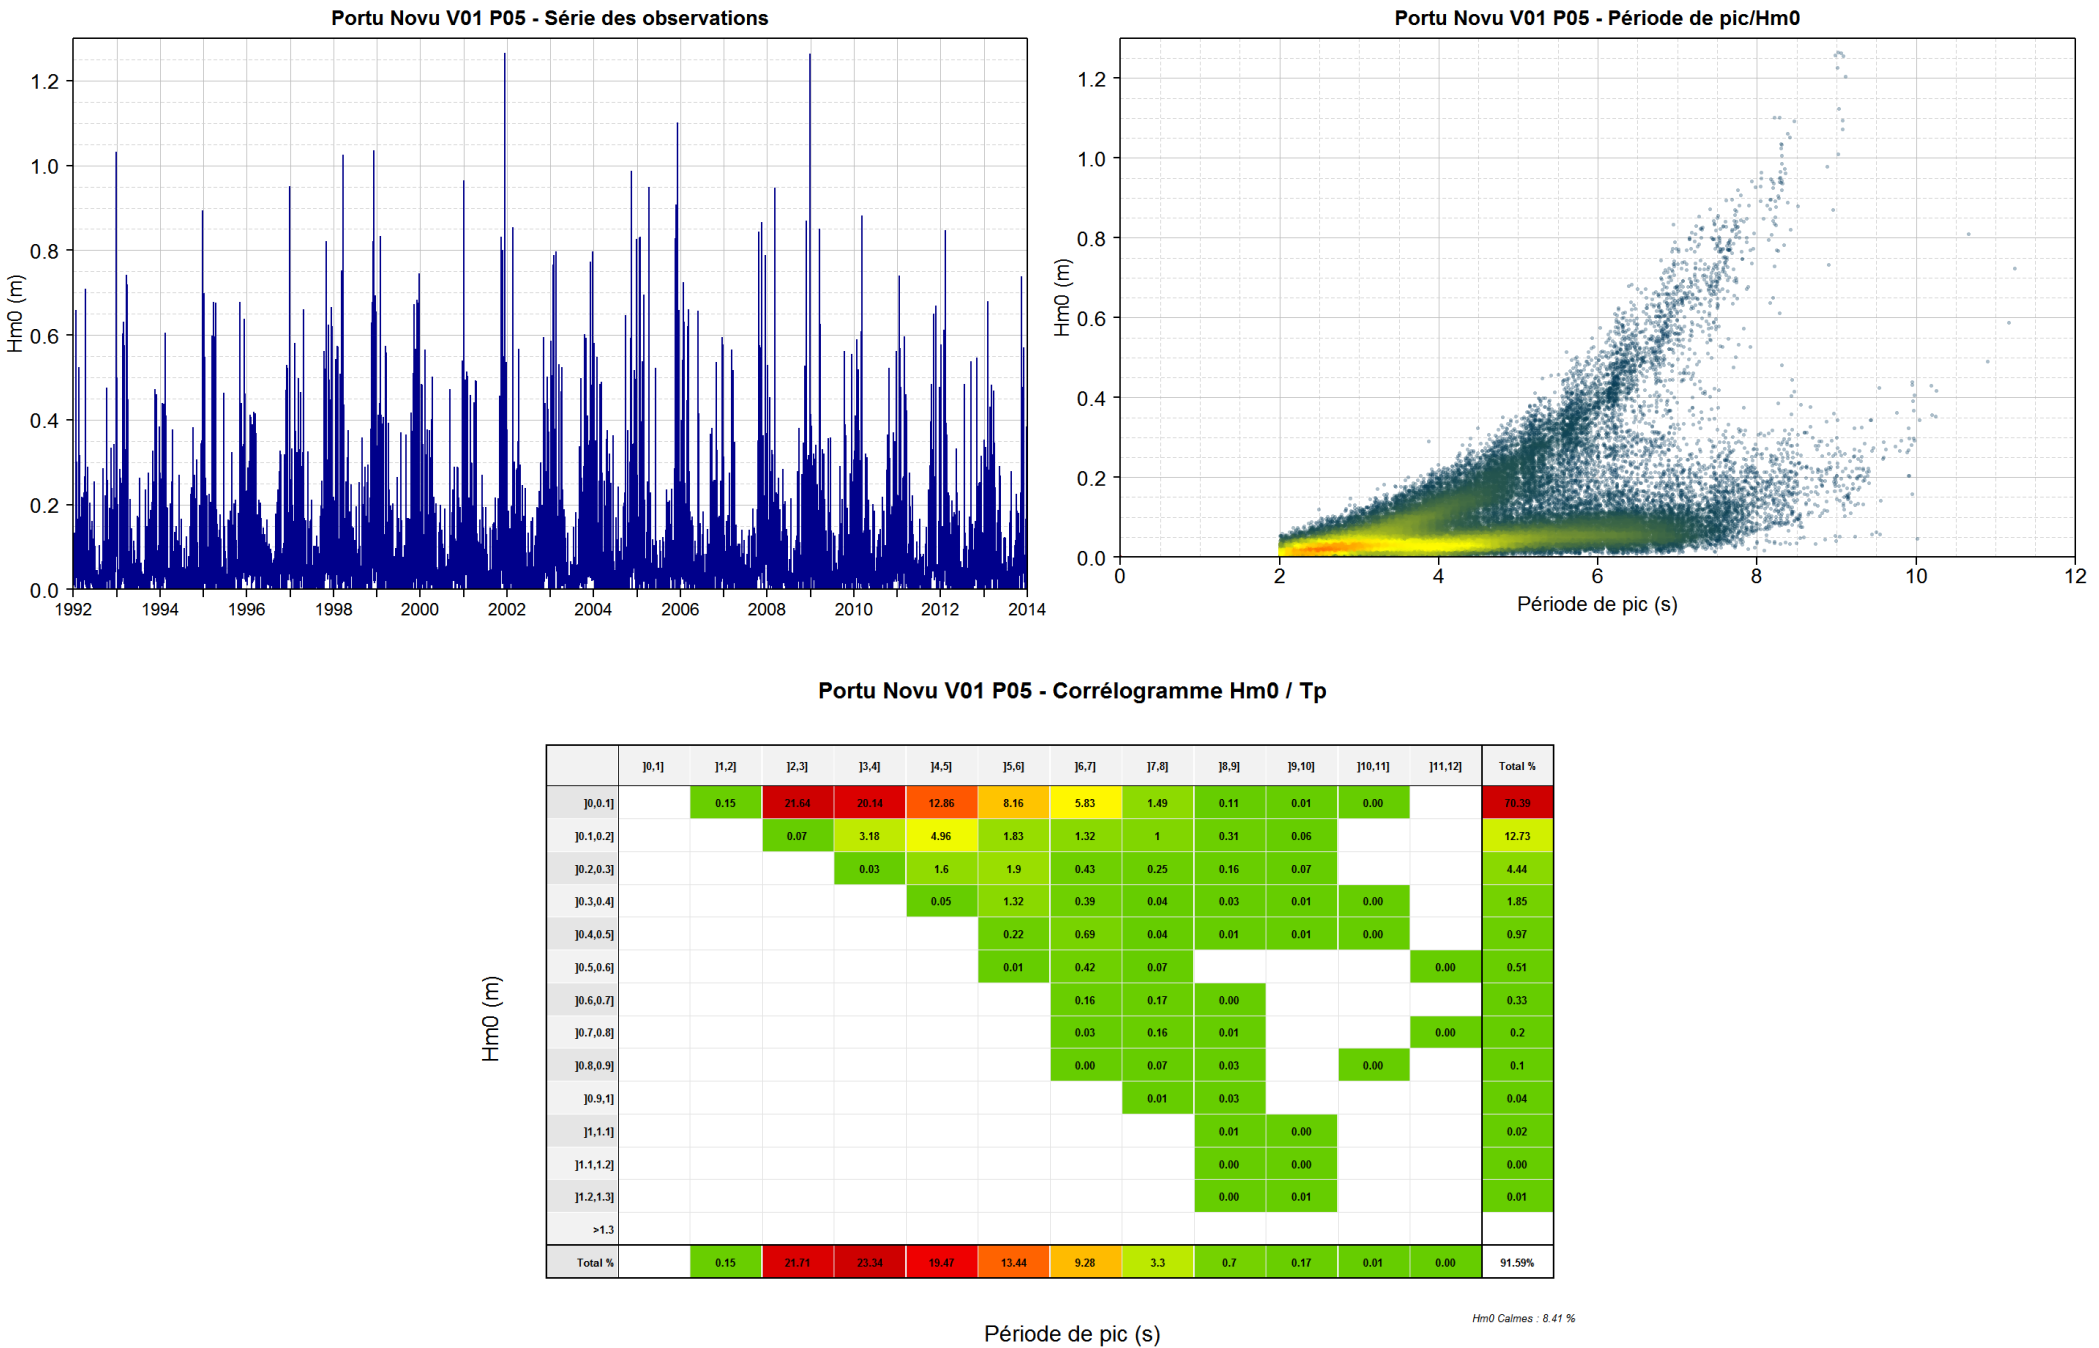 Portu Novu V01 P05 - Série des observations
Hm0 (m)
1.2
1.0
0.8
0.6
0.4
0.2
0.0
1992 1994 1996 1998 2000 2002 2004 2006 2008 2010 2012 2014
Portu Novu V01 P05 - Période de pic/Hm0
Hm0 (m)
1.2
1.0
0.8
0.6
0.4
0.2
0.0
0 2 4 6 8 10 12
Période de pic (s)
Portu Novu V01 P05 - Corrélogramme Hm0 / Tp
Hm0 (m)
]0,1] ]1,2] ]2,3] ]3,4] ]4,5] ]5,6] ]6,7] ]7,8] ]8,9] ]9,10] ]10,11] ]11,12] Total %
]0,0.1] 0.15 21.64 20.14 12.86 8.16 5.83 1.49 0.11 0.01 0.00 70.39
]0.1,0.2] 0.07 3.18 4.96 1.83 1.32 1 0.31 0.06 12.73
]0.2,0.3] 0.03 1.6 1.9 0.43 0.25 0.16 0.07 4.44
]0.3,0.4] 0.05 1.32 0.39 0.04 0.03 0.01 0.00 1.85
]0.4,0.5] 0.22 0.69 0.04 0.01 0.01 0.00 0.97
]0.5,0.6] 0.01 0.42 0.07 0.00 0.51
]0.6,0.7] 0.16 0.17 0.00 0.33
]0.7,0.8] 0.03 0.16 0.01 0.00 0.2
]0.8,0.9] 0.00 0.07 0.03 0.00 0.1
]0.9,1] 0.01 0.03 0.04
]1,1.1] 0.01 0.00 0.02
]1.1,1.2] 0.00 0.00 0.00
]1.2,1.3] 0.00 0.01 0.01
>1.3
Total % 0.15 21.71 23.34 19.47 13.44 9.28 3.3 0.7 0.17 0.01 0.00 91.59%
Hm0 Calmes : 8.41 %
Période de pic (s)